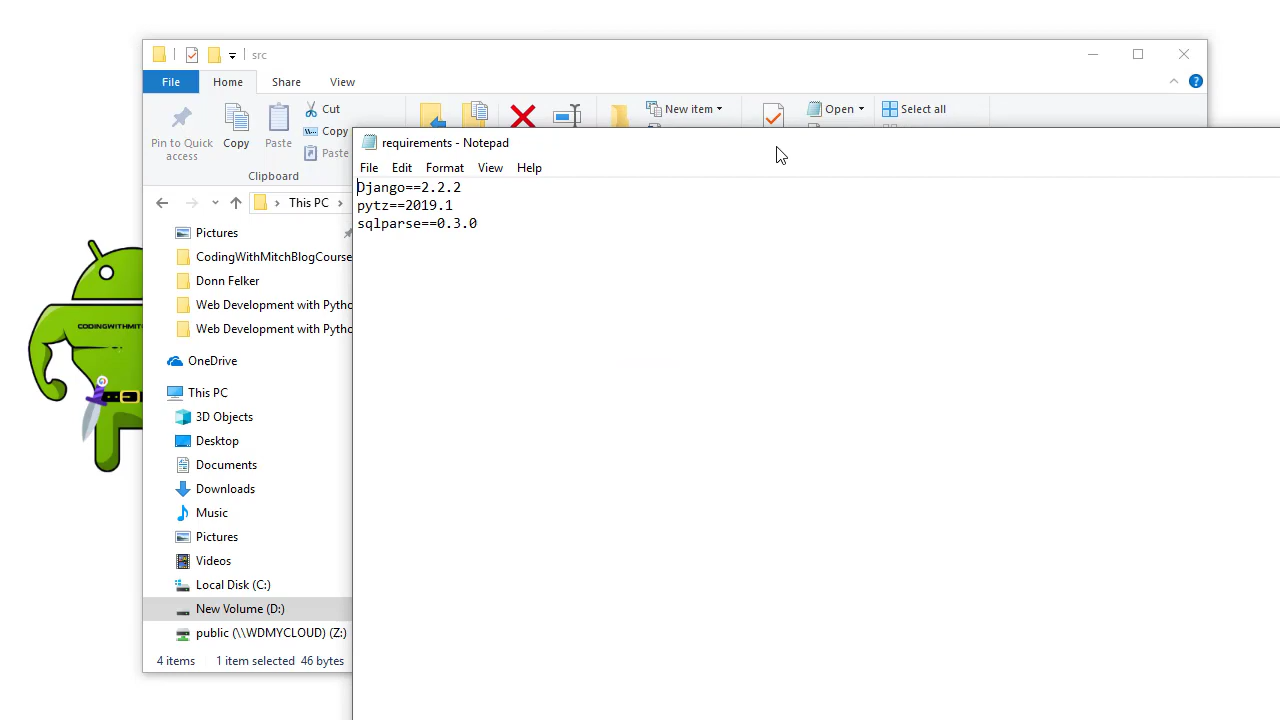 src
File Home Share View
Pin to Quick access
Copy
Paste
Cut
Copy
Paste
Clipboard
New item
Open
Select all
This PC
requirements - Notepad
File Edit Format View Help
Django==2.2.2
pytz==2019.1
sqlparse==0.3.0
Pictures
CodingWithMitchBlogCourse
Donn Felker
Web Development with Pytho
Web Development with Pytho
OneDrive
This PC
3D Objects
Desktop
Documents
Downloads
Music
Pictures
Videos
Local Disk (C:)
New Volume (D:)
public (\\WDMYCLOUD) (Z:)
4 items 1 item selected 46 bytes
CODINGWITHMIT